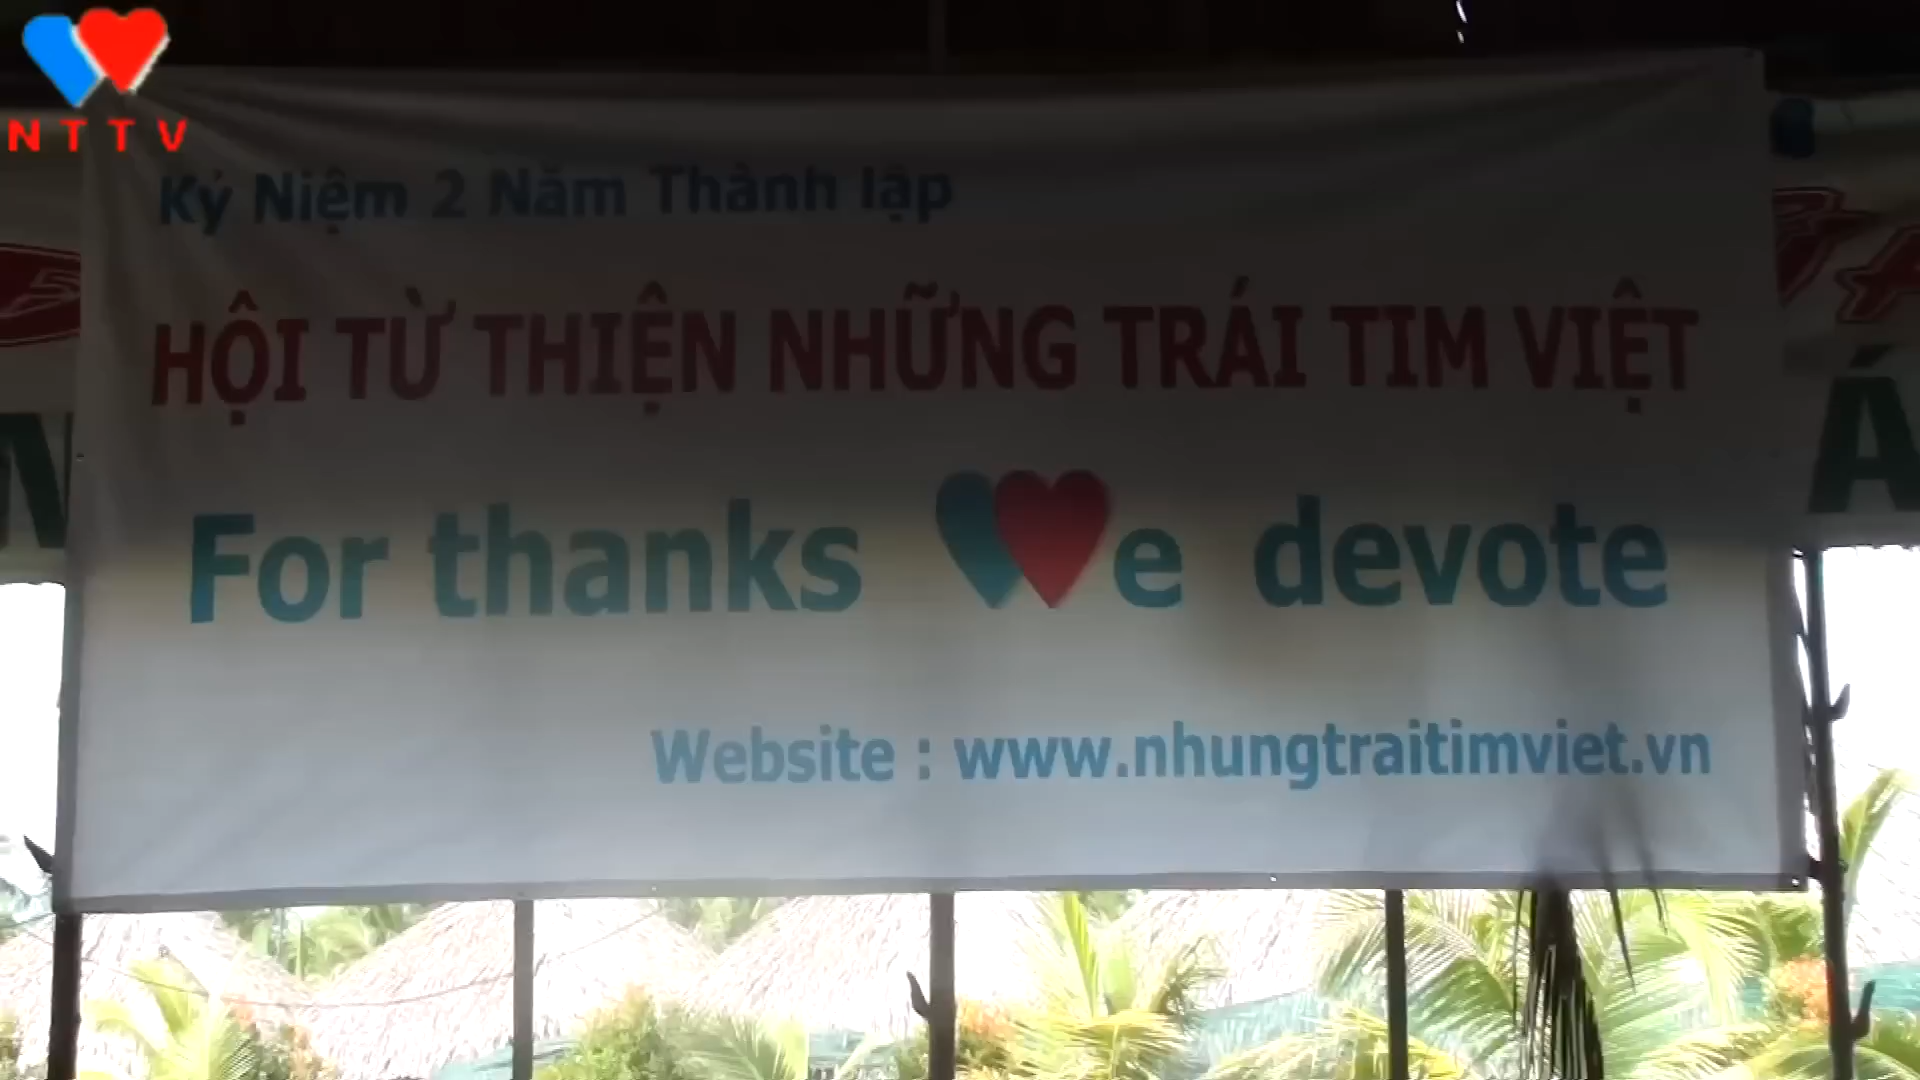 NTTV
Kỷ Niệm 2 Năm Thành lập
HỘI TỪ THIỆN NHỮNG TRÁI TIM VIỆT
For thanks We devote
Website : www.nhungtraitimviet.vn